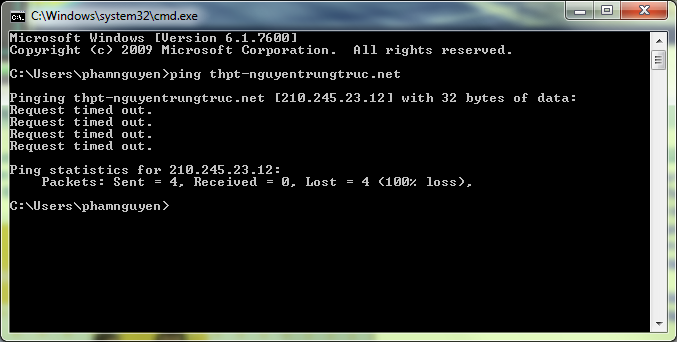 C:\Windows\system32\cmd.exe
Microsoft Windows [Version 6.1.7600]
Copyright (c) 2009 Microsoft Corporation.  All rights reserved.
C:\Users\phamnguyen>ping thpt-nguyentrungtruc.net
Pinging thpt-nguyentrungtruc.net [210.245.23.12] with 32 bytes of data:
Request timed out.
Request timed out.
Request timed out.
Request timed out.
Ping statistics for 210.245.23.12:
    Packets: Sent = 4, Received = 0, Lost = 4 (100% loss),
C:\Users\phamnguyen>